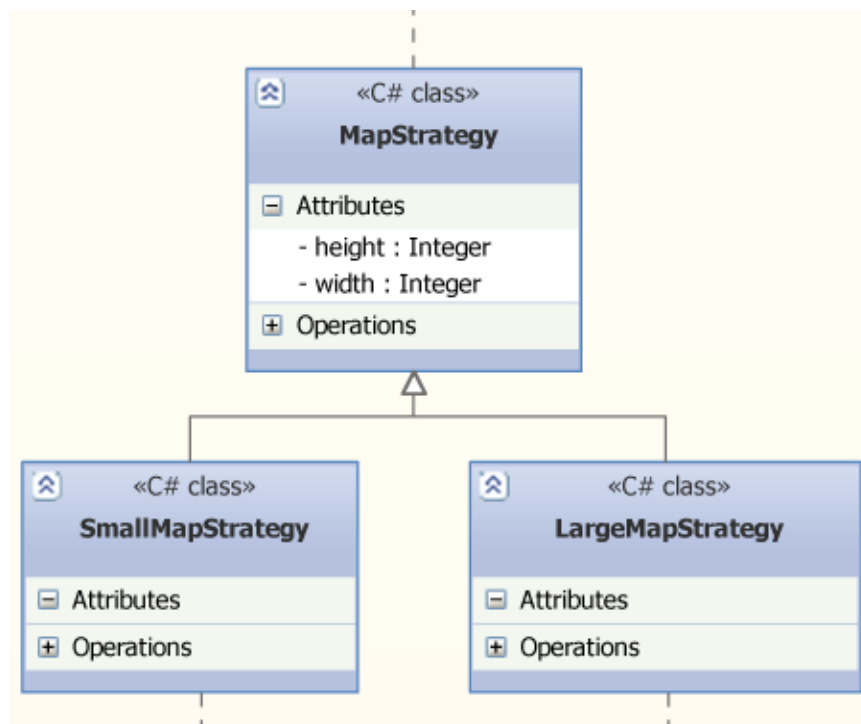 «C# class»
MapStrategy
Attributes
- height : Integer
- width : Integer
Operations
«C# class»
SmallMapStrategy
Attributes
Operations
«C# class»
LargeMapStrategy
Attributes
Operations